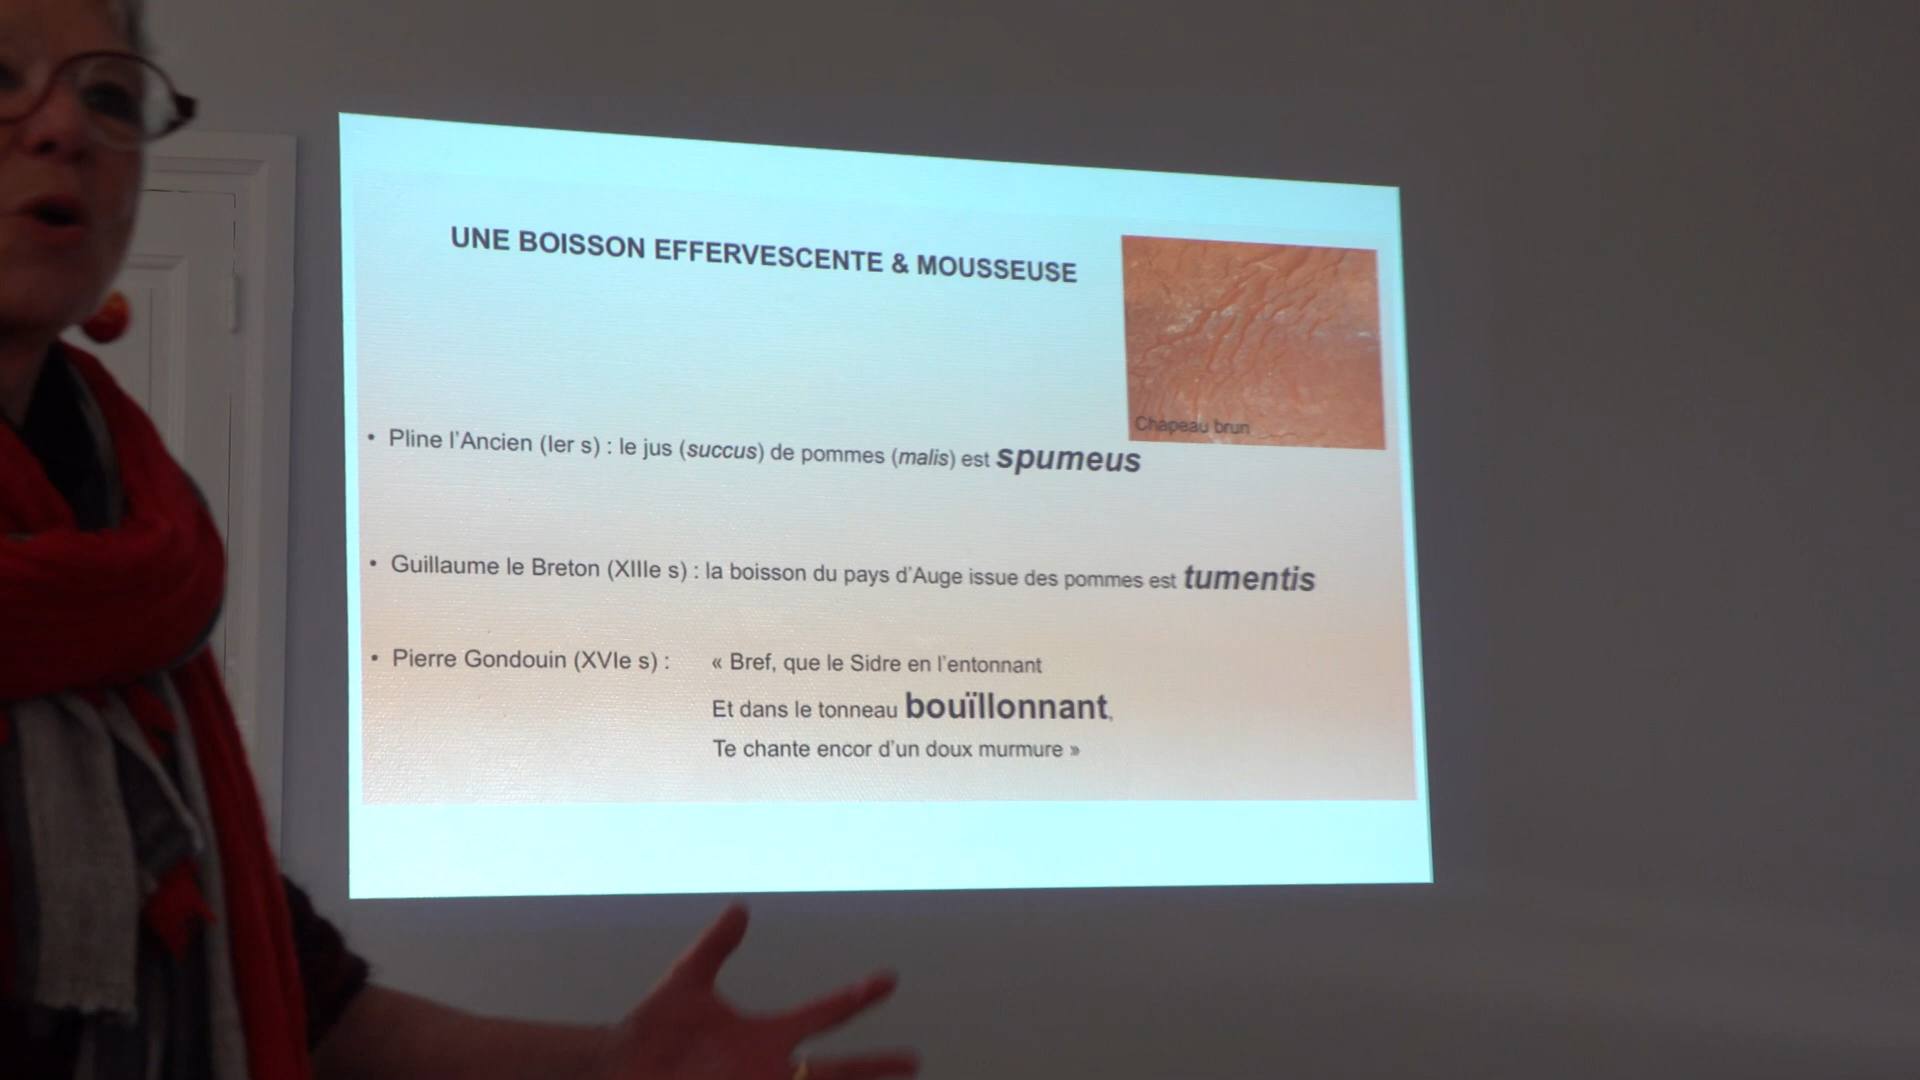 UNE BOISSON EFFERVESCENTE & MOUSSEUSE
Chapeau brun
• Pline l'Ancien (Ier s) : le jus (succus) de pommes (malis) est spumeus
• Guillaume le Breton (XIIIe s) : la boisson du pays d'Auge issue des pommes est tumentis
• Pierre Gondouin (XVIe s) : « Bref, que le Sidre en l'entonnant
Et dans le tonneau bouïllonnant,
Te chante encor d'un doux murmure »